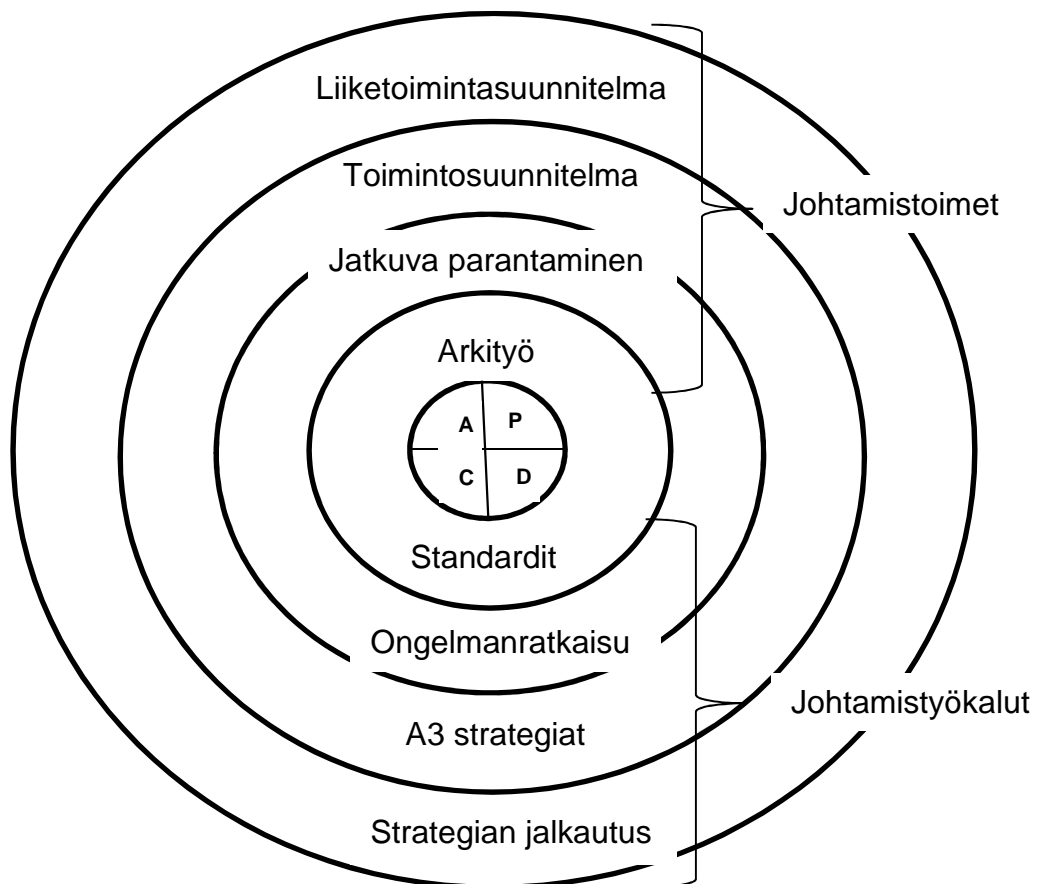 Liiketoimintasuunnitelma
Toimintosuunnitelma
Johtamistoimet
Jatkuva parantaminen
Arkityö
A P
C D
Standardit
Ongelmanratkaisu
Johtamistyökalut
A3 strategiat
Strategian jalkautus